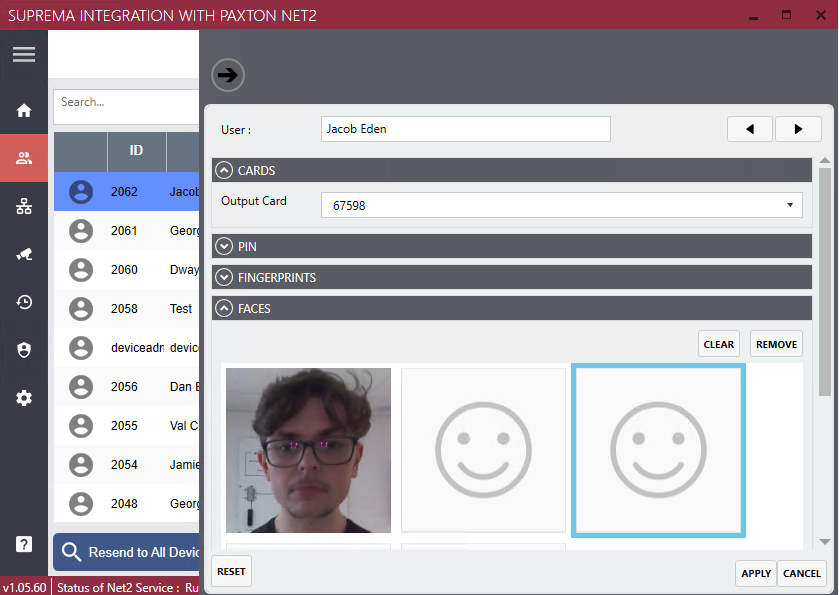 SUPREMA INTEGRATION WITH PAXTON NET2
Search...
ID
2062 Jacob
2061 Georg
2060 Dway
2058 Test
deviceadn device
2056 Dan E
2055 Val C
2054 Jamie
2048 Georg
Resend to All Devic
v1.05.60 Status of Net2 Service : Ru
User :
Jacob Eden
CARDS
Output Card
67598
PIN
FINGERPRINTS
FACES
CLEAR REMOVE
RESET
APPLY CANCEL